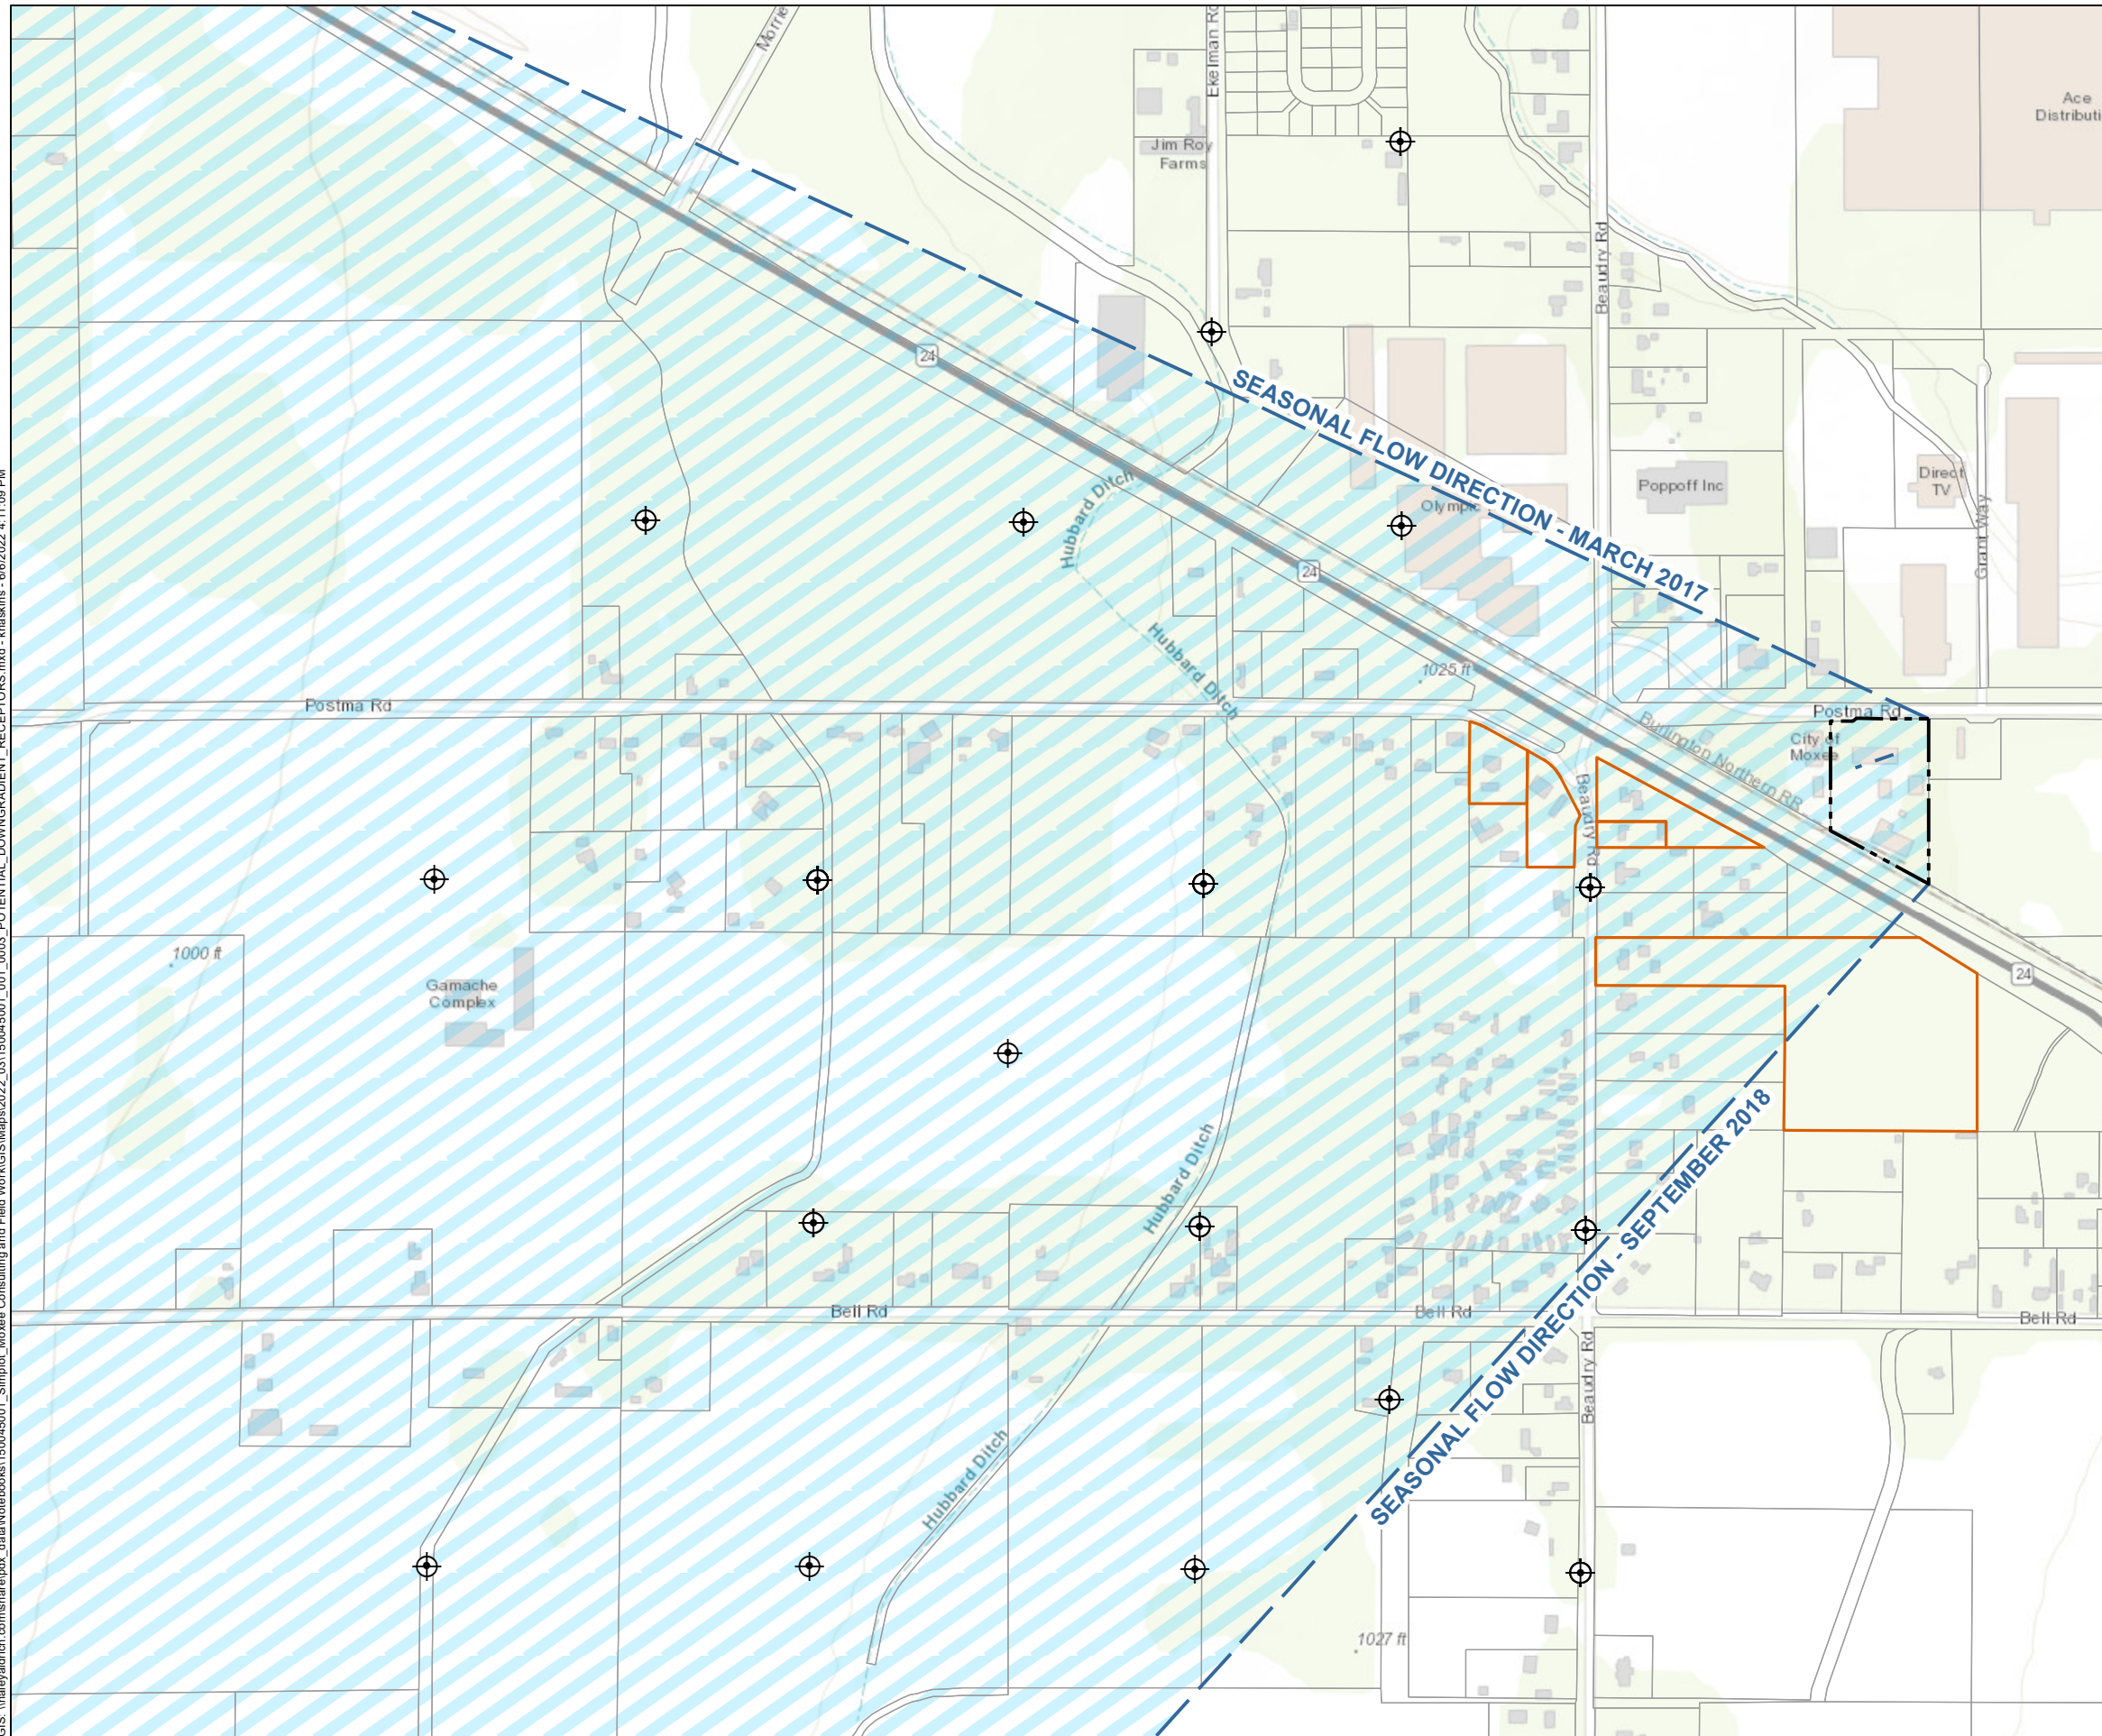 Morrie
Ekelman Rd
Ace
Distributi
Jim Roy
Farms
Beaudry Rd
24
SEASONAL FLOW DIRECTION - MARCH 2017
Direct
TV
Poppoff Inc
Olympic
Hubbard Ditch
Grant Way
24
Hubbard Ditch
1025 ft
Postma Rd
Postma Rd
Burlington Northern RR
City of
Moxee
Beaudry Rd
1000 ft
24
Gamache
Complex
SEASONAL FLOW DIRECTION - SEPTEMBER 2018
Hubbard Ditch
Bell Rd
Bell Rd
Bell Rd
Beaudry Rd
Hubbard Ditch
1027 ft